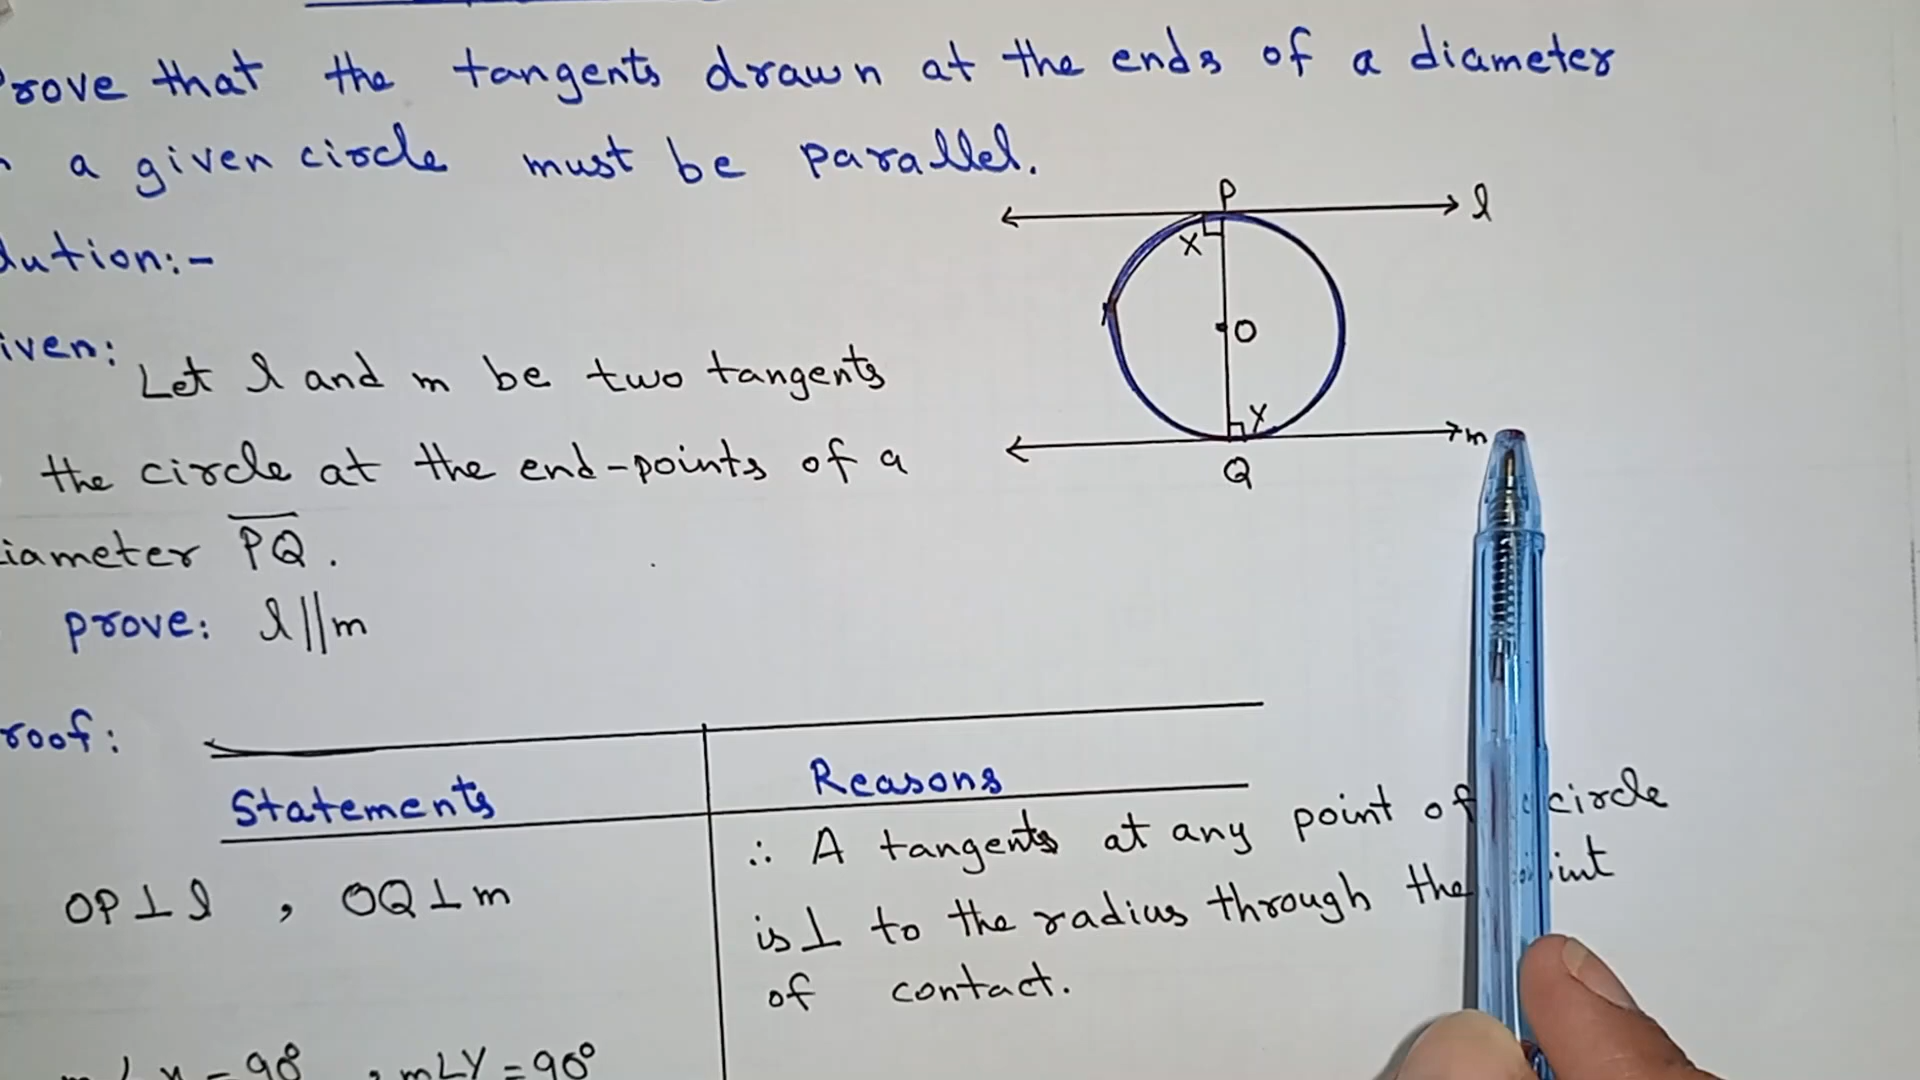 rove that the tangents drawn at the ends of a diameter
a given circle must be parallel.
lution:-
iven: Let l and m be two tangents
the circle at the end-points of a
iameter PQ.
prove: l||m
P
l
X
O
Y
m
Q
roof:
Statements
Reasons
OP⊥l , OQ⊥m
∴ A tangents at any point of circle
is ⊥ to the radius through the
of contact.
= 90° , m∠Y = 90°